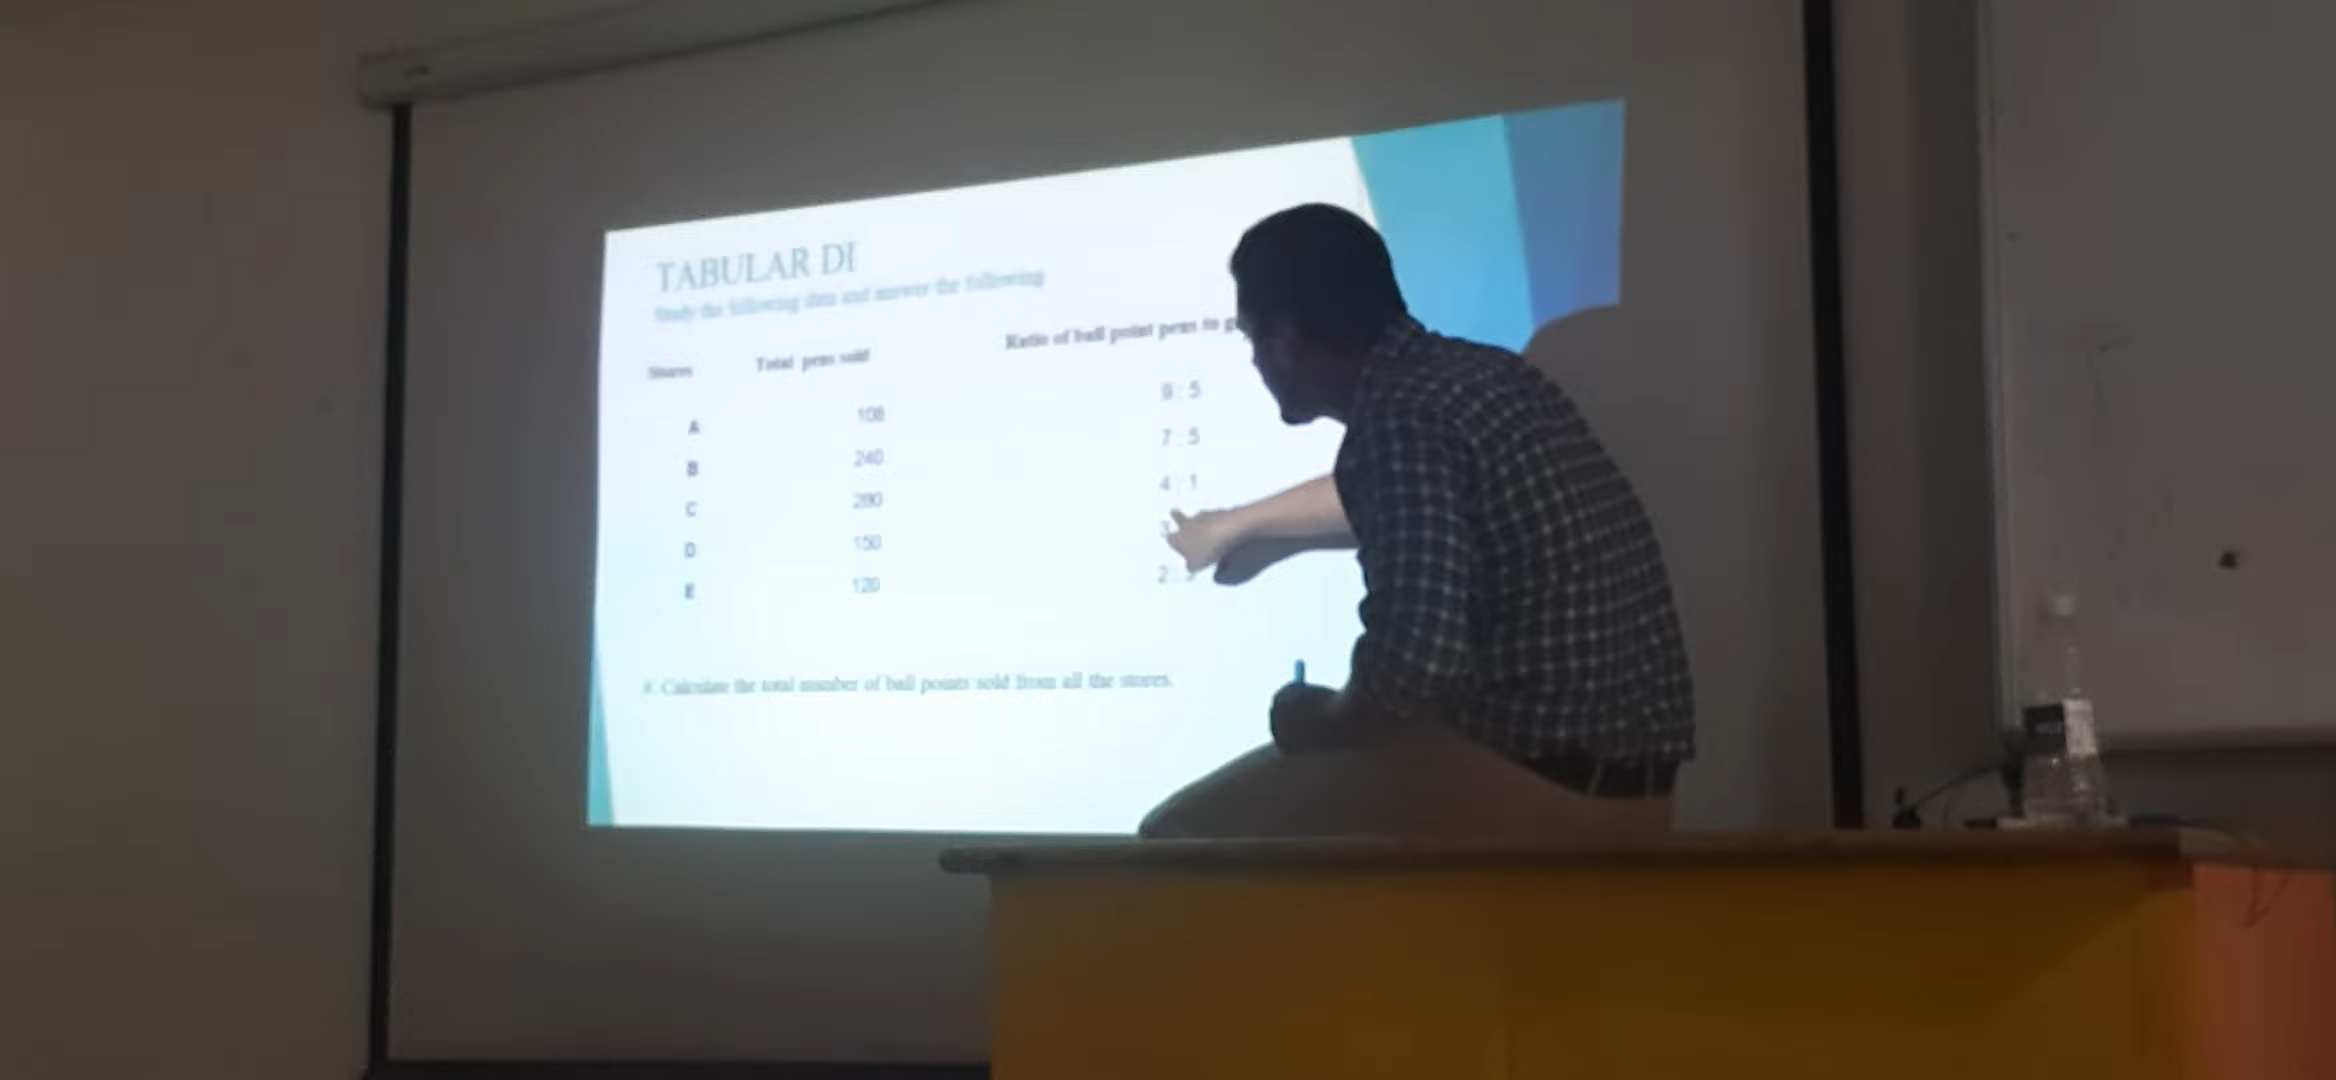 TABULAR DI
Study the following data and answer the following
Stores Total pens sold Ratio of ball point pens to
A 108 9 : 5
B 240 7 : 5
C 280 4 : 1
D 150
E 120 2 :
Calculate the total number of ball points sold from all the stores.